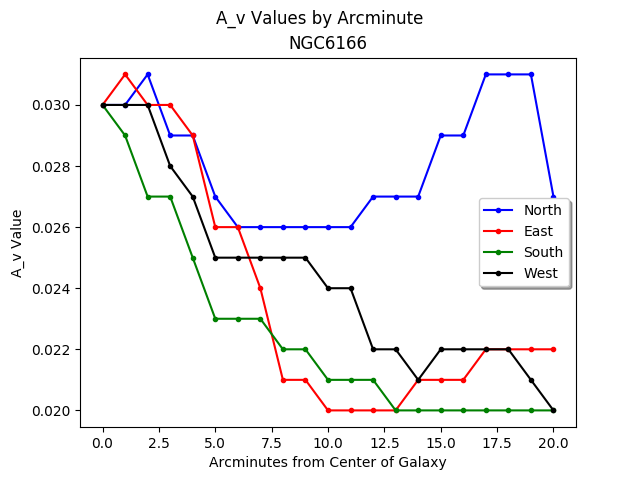 A_v Values by Arcminute
NGC6166
0.030
0.028
0.026
0.024
0.022
0.020
A_v Value
North
East
South
West
0.0 2.5 5.0 7.5 10.0 12.5 15.0 17.5 20.0
Arcminutes from Center of Galaxy